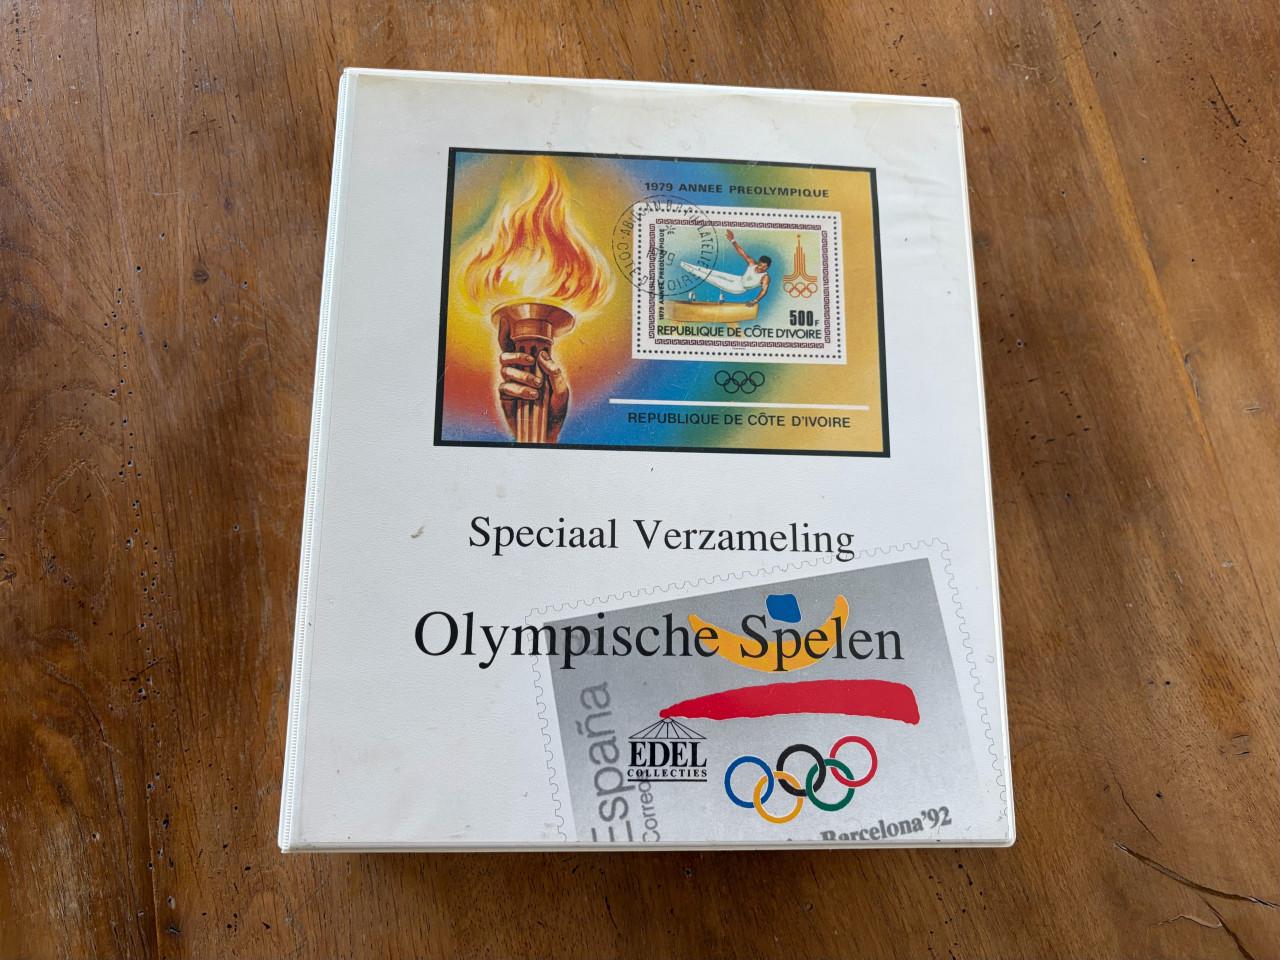 1979 ANNEE PREOLYMPIQUE
1979 ANNEE PREOLYMPIQUE
500F
REPUBLIQUE DE CÔTE D'IVOIRE
REPUBLIQUE DE CÔTE D'IVOIRE
Speciaal Verzameling
Olympische Spelen
EDEL
COLLECTIES
España
Correo
Barcelona'92